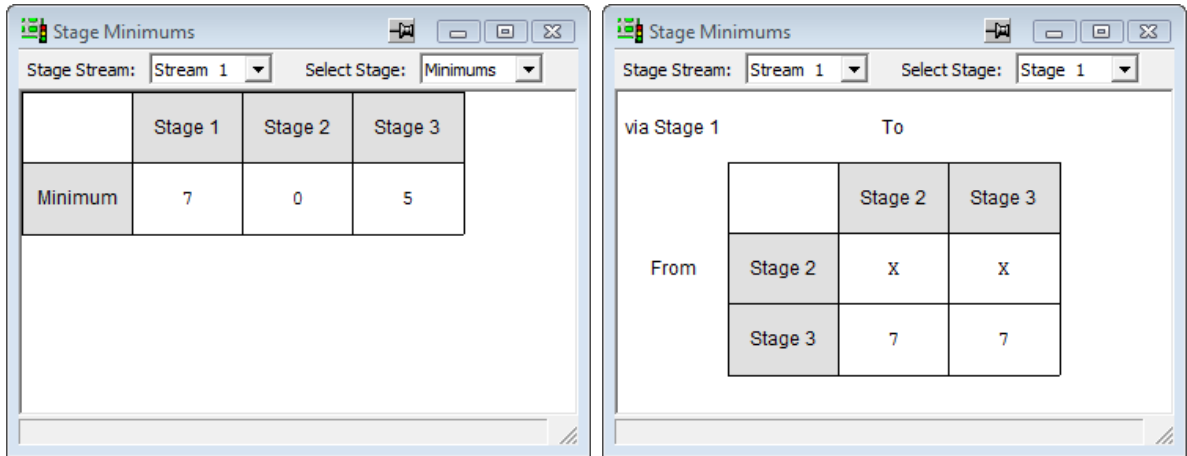 Stage Minimums
Stage Stream: Stream 1 Select Stage: Minimums
Stage 1 Stage 2 Stage 3
Minimum 7 0 5
Stage Minimums
Stage Stream: Stream 1 Select Stage: Stage 1
via Stage 1 To
Stage 2 Stage 3
From Stage 2 X X
Stage 3 7 7